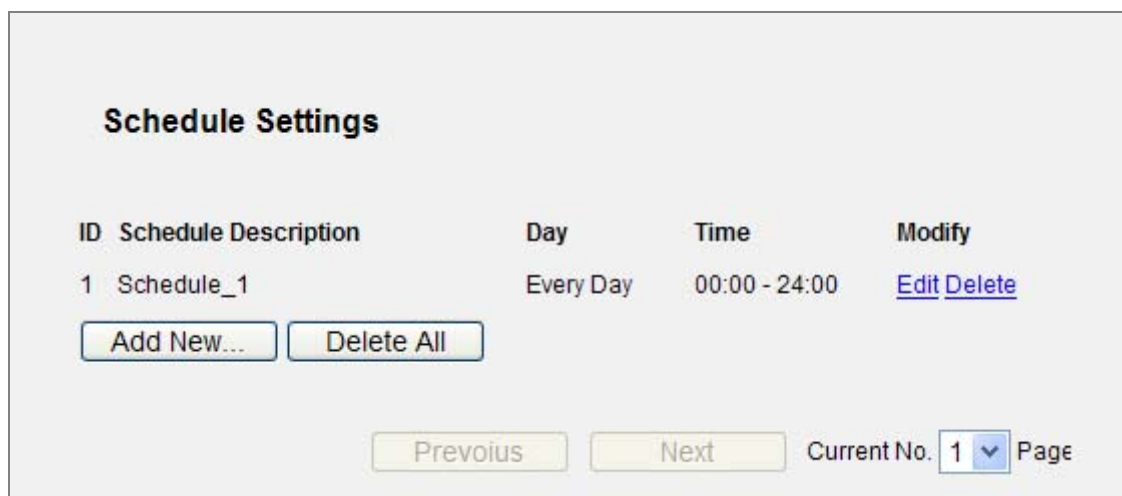 Schedule Settings
ID Schedule Description Day Time Modify
1 Schedule_1 Every Day 00:00 - 24:00 Edit Delete
Add New... Delete All
Prevoius Next Current No. 1 Page